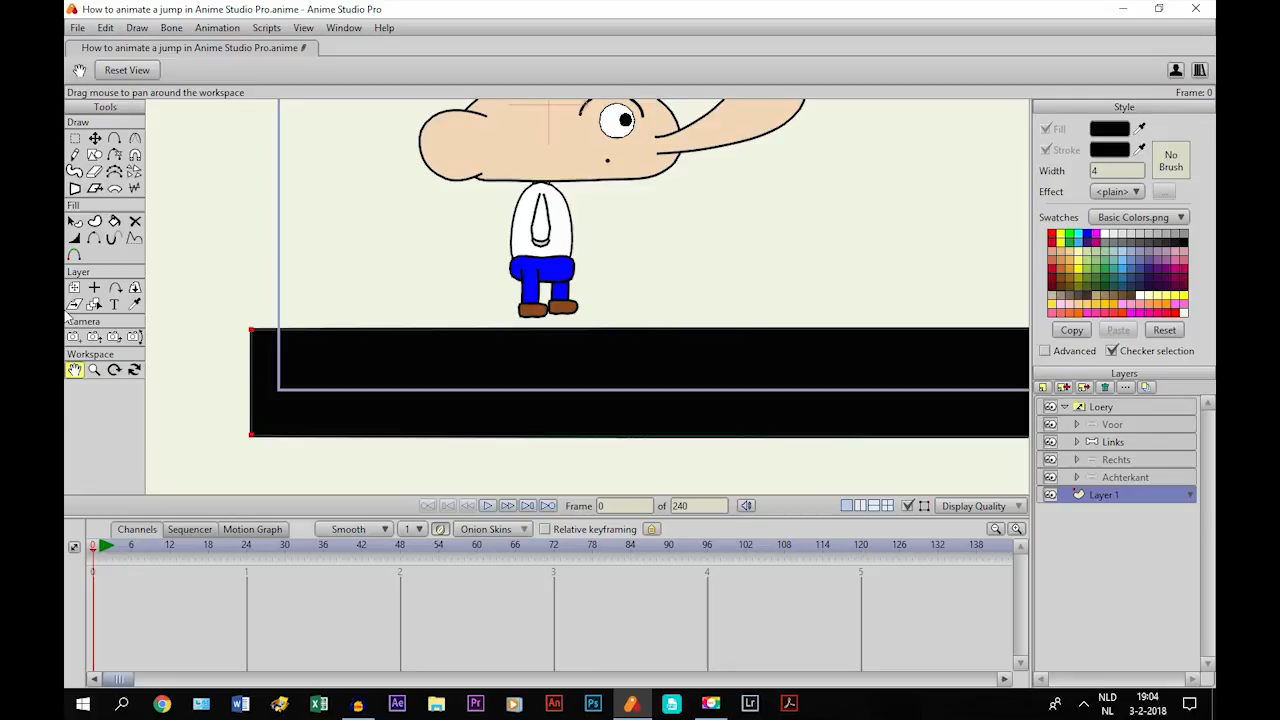 How to animate a jump in Anime Studio Pro.anime - Anime Studio Pro
File Edit Draw Bone Animation Scripts View Window Help
How to animate a jump in Anime Studio Pro.anime
Reset View
Drag mouse to pan around the workspace Frame: 0
Tools
Draw
Fill
Layer
Camera
Workspace
Style
Fill
Stroke
No
Brush
Width 4
Effect <plain>
Swatches Basic Colors.png
Copy Paste Reset
Advanced Checker selection
Layers
Loery
Voor
Links
Rechts
Achterkant
Layer 1
Frame 0 of 240 Display Quality
Channels Sequencer Motion Graph Smooth 1 Onion Skins Relative keyframing
0 6 12 18 24 30 36 42 48 54 60 66 72 78 84 90 96 102 108 114 120 126 132 138
0 1 2 3 4 5
NLD
NL
19:04
3-2-2018